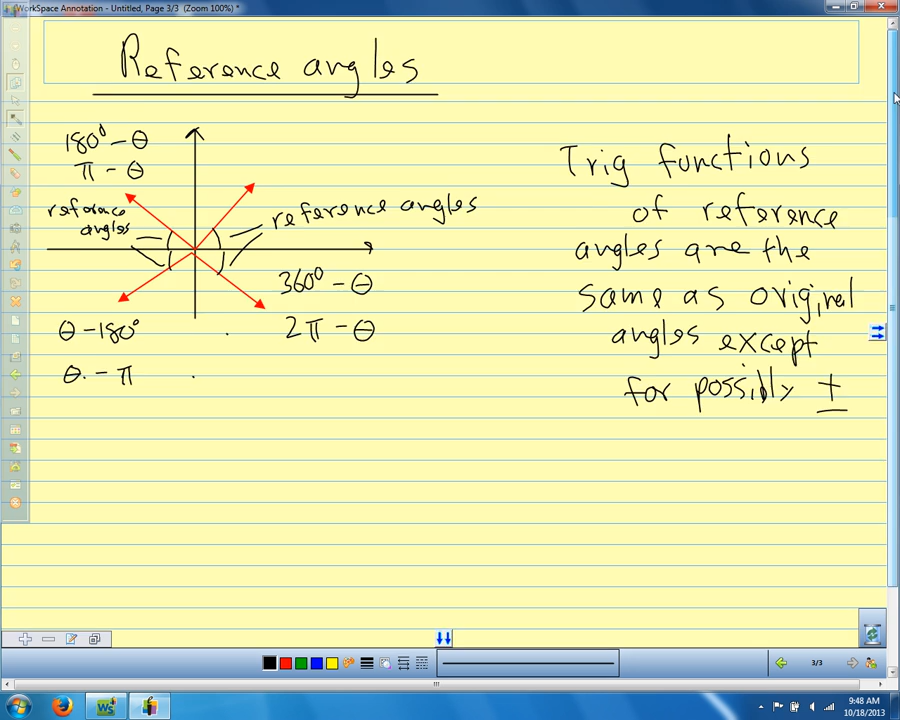 WorkSpace Annotation - Untitled, Page 3/3 (Zoom 100%) *
Reference angles
180° - θ
π - θ
reference
angles
reference angles
360° - θ
2π - θ
θ - 180°
θ - π
Trig functions
of reference
angles are the
same as original
angles except
for possibly ±
3/3
9:48 AM
10/18/2013